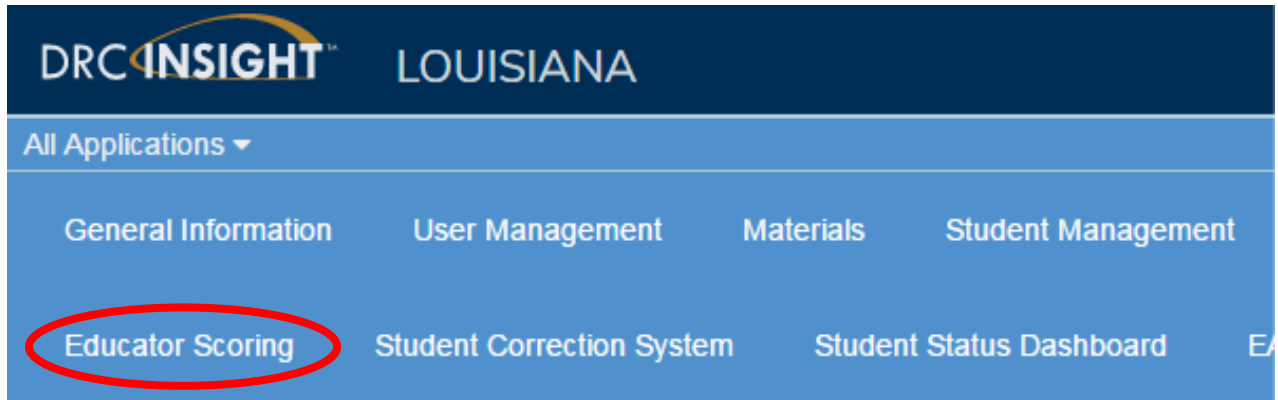 DRC INSIGHT LOUISIANA
All Applications
General Information User Management Materials Student Management
Educator Scoring Student Correction System Student Status Dashboard